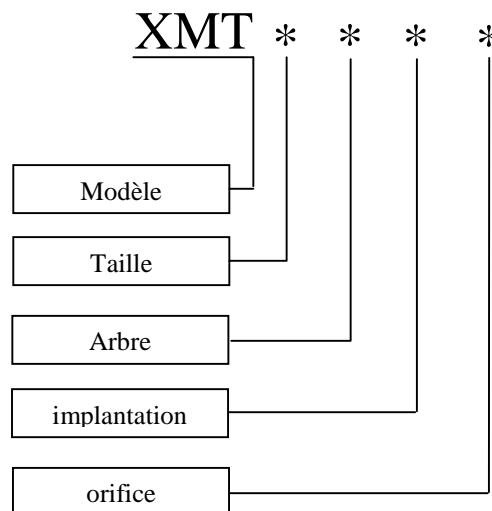 XMT * * * *
Modèle
Taille
Arbre
implantation
orifice